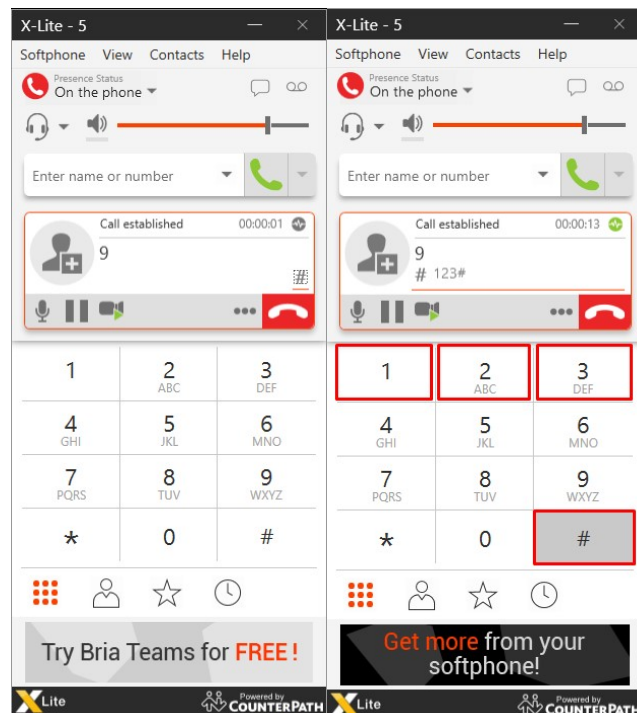 X-Lite - 5
Softphone View Contacts Help
Presence Status
On the phone
Enter name or number
Call established 00:00:01
9
#
1 2 3
ABC DEF
4 5 6
GHI JKL MNO
7 8 9
PQRS TUV WXYZ
* 0 #
Try Bria Teams for FREE !
XLite Powered by
COUNTERPATH
X-Lite - 5
Softphone View Contacts Help
Presence Status
On the phone
Enter name or number
Call established 00:00:13
9
# 123#
1 2 3
ABC DEF
4 5 6
GHI JKL MNO
7 8 9
PQRS TUV WXYZ
* 0 #
Get more from your
softphone!
XLite Powered by
COUNTERPATH